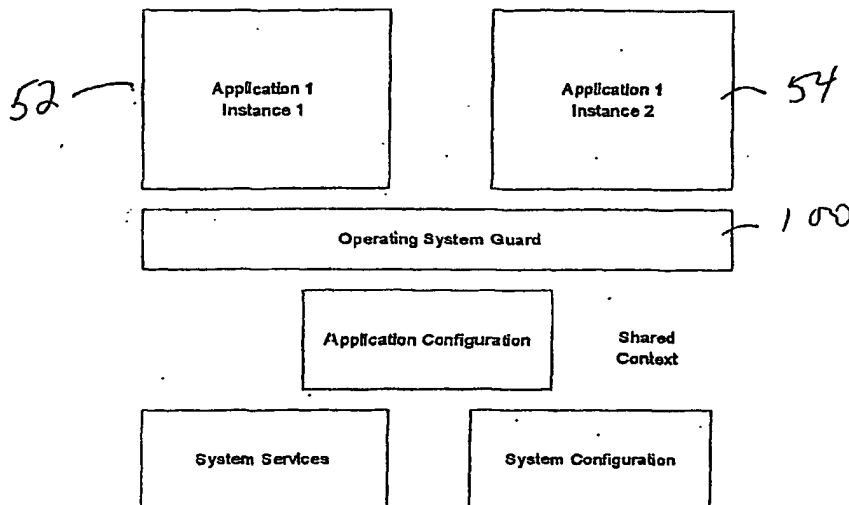 52
Application 1
Instance 1
Application 1
Instance 2
54
Operating System Guard
100
Application Configuration
Shared
Context
System Services
System Configuration